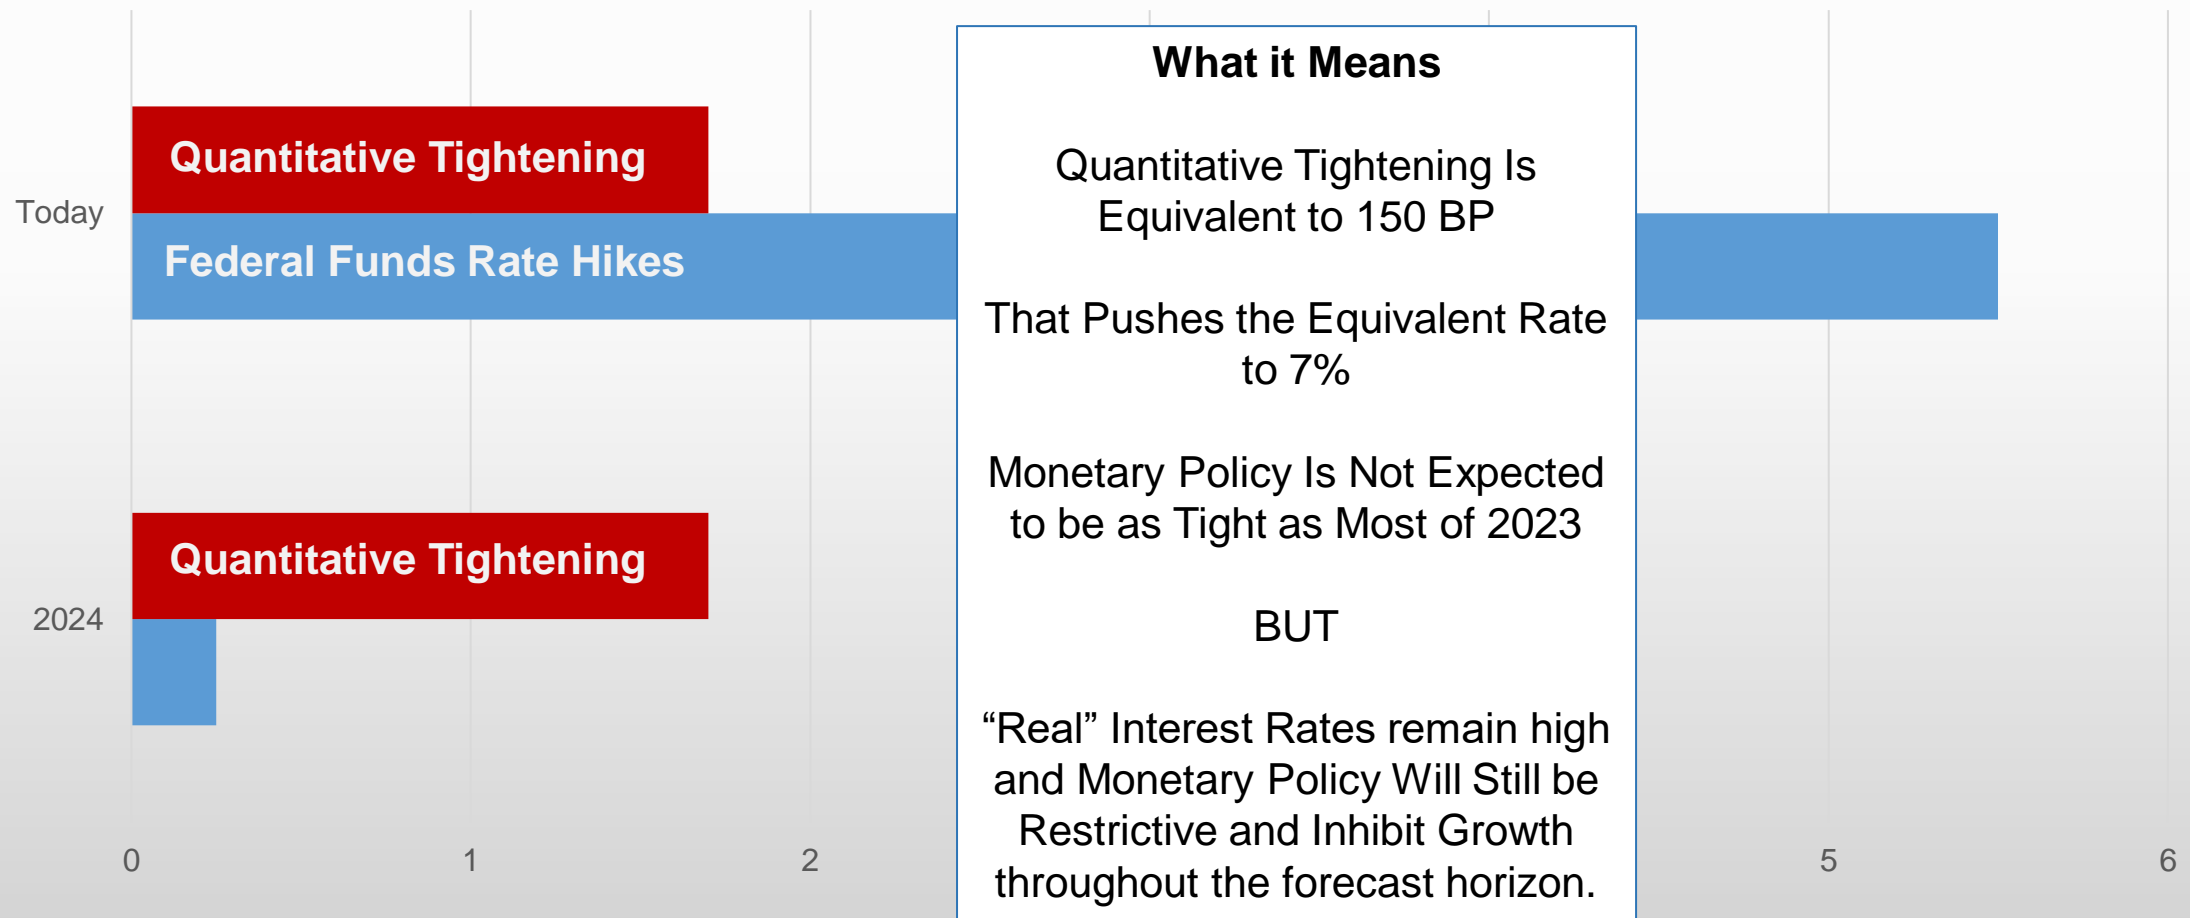 What it Means
Quantitative Tightening Is
Equivalent to 150 BP
That Pushes the Equivalent Rate
to 7%
Monetary Policy Is Not Expected
to be as Tight as Most of 2023
BUT
“Real” Interest Rates remain high
and Monetary Policy Will Still be
Restrictive and Inhibit Growth
throughout the forecast horizon.
Today
Quantitative Tightening
Federal Funds Rate Hikes
2024
Quantitative Tightening
0 1 2 5 6